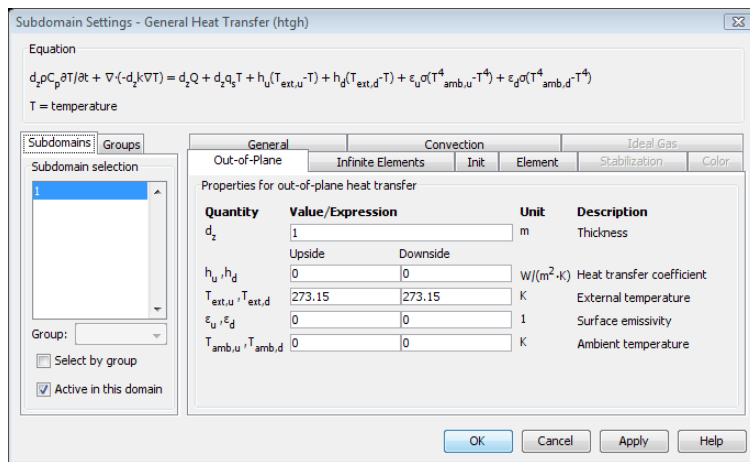 Subdomain Settings - General Heat Transfer (htgh)
Equation
d_zρC_p∂T/∂t + ∇·(-d_zk∇T) = d_zQ + d_zq_sT + h_u(T_ext,u-T) + h_d(T_ext,d-T) + ε_uσ(T^4_amb,u-T^4) + ε_dσ(T^4_amb,d-T^4)
T = temperature
Subdomains Groups
Subdomain selection
1
Group:
Select by group
Active in this domain
General Convection Ideal Gas
Out-of-Plane Infinite Elements Init Element Stabilization Color
Properties for out-of-plane heat transfer
Quantity Value/Expression Unit Description
d_z 1 m Thickness
Upside Downside
h_u ,h_d 0 0 W/(m²·K) Heat transfer coefficient
T_ext,u ,T_ext,d 273.15 273.15 K External temperature
ε_u ,ε_d 0 0 1 Surface emissivity
T_amb,u ,T_amb,d 0 0 K Ambient temperature
OK Cancel Apply Help